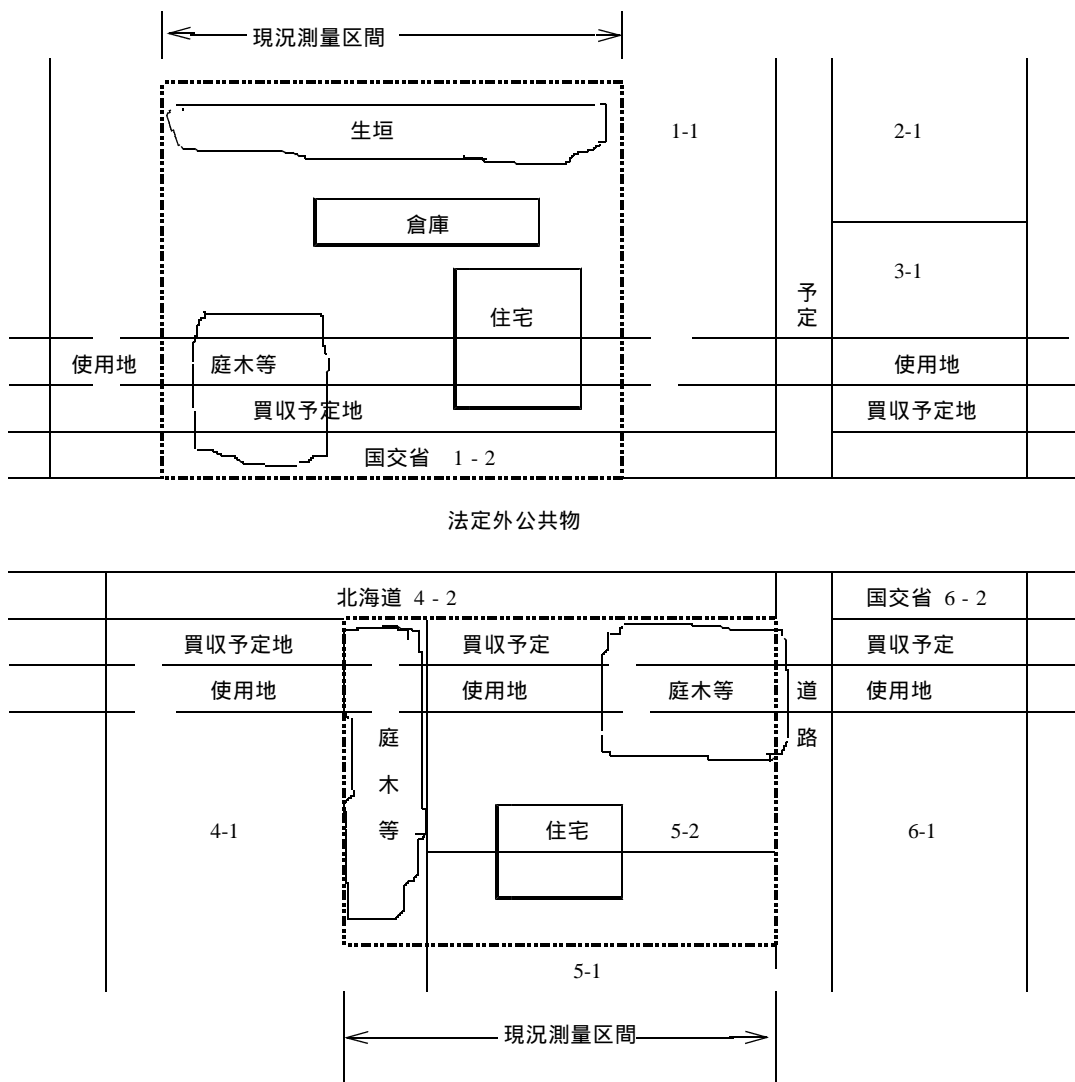 現況測量区間
生垣 1-1 2-1
倉庫
3-1
予定
住宅
使用地 庭木等 使用地
買収予定地 買収予定地
国交省 1-2
法定外公共物
北海道 4-2 国交省 6-2
買収予定地 買収予定 買収予定
使用地 使用地 庭木等 道路 使用地
庭木等
4-1 住宅 5-2 6-1
5-1
現況測量区間